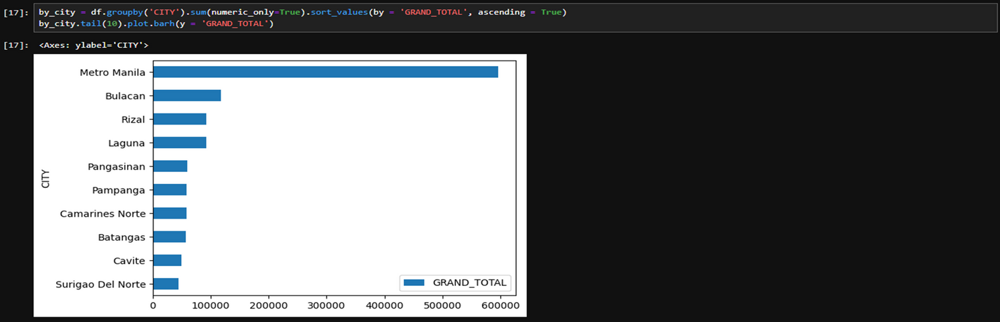 [17]: by_city = df.groupby('CITY').sum(numeric_only=True).sort_values(by = 'GRAND_TOTAL', ascending = True)
by_city.tail(10).plot.barh(y = 'GRAND_TOTAL')
[17]: <Axes: ylabel='CITY'>
CITY
Metro Manila
Bulacan
Rizal
Laguna
Pangasinan
Pampanga
Camarines Norte
Batangas
Cavite
Surigao Del Norte
GRAND_TOTAL
0 100000 200000 300000 400000 500000 600000